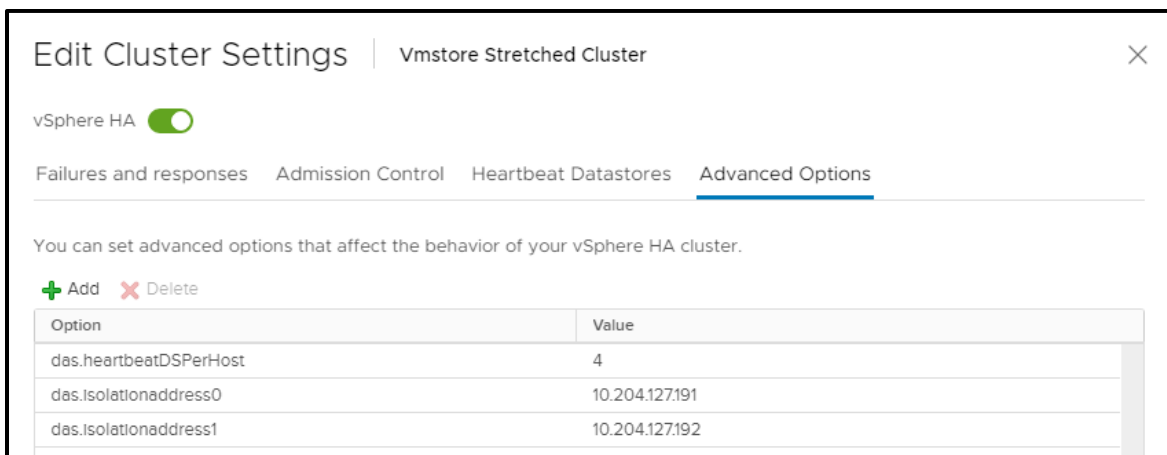 Edit Cluster Settings Vmstore Stretched Cluster
vSphere HA
Failures and responses Admission Control Heartbeat Datastores Advanced Options
You can set advanced options that affect the behavior of your vSphere HA cluster.
Add Delete
Option Value
das.heartbeatDSPerHost 4
das.isolationaddress0 10.204.127.191
das.isolationaddress1 10.204.127.192